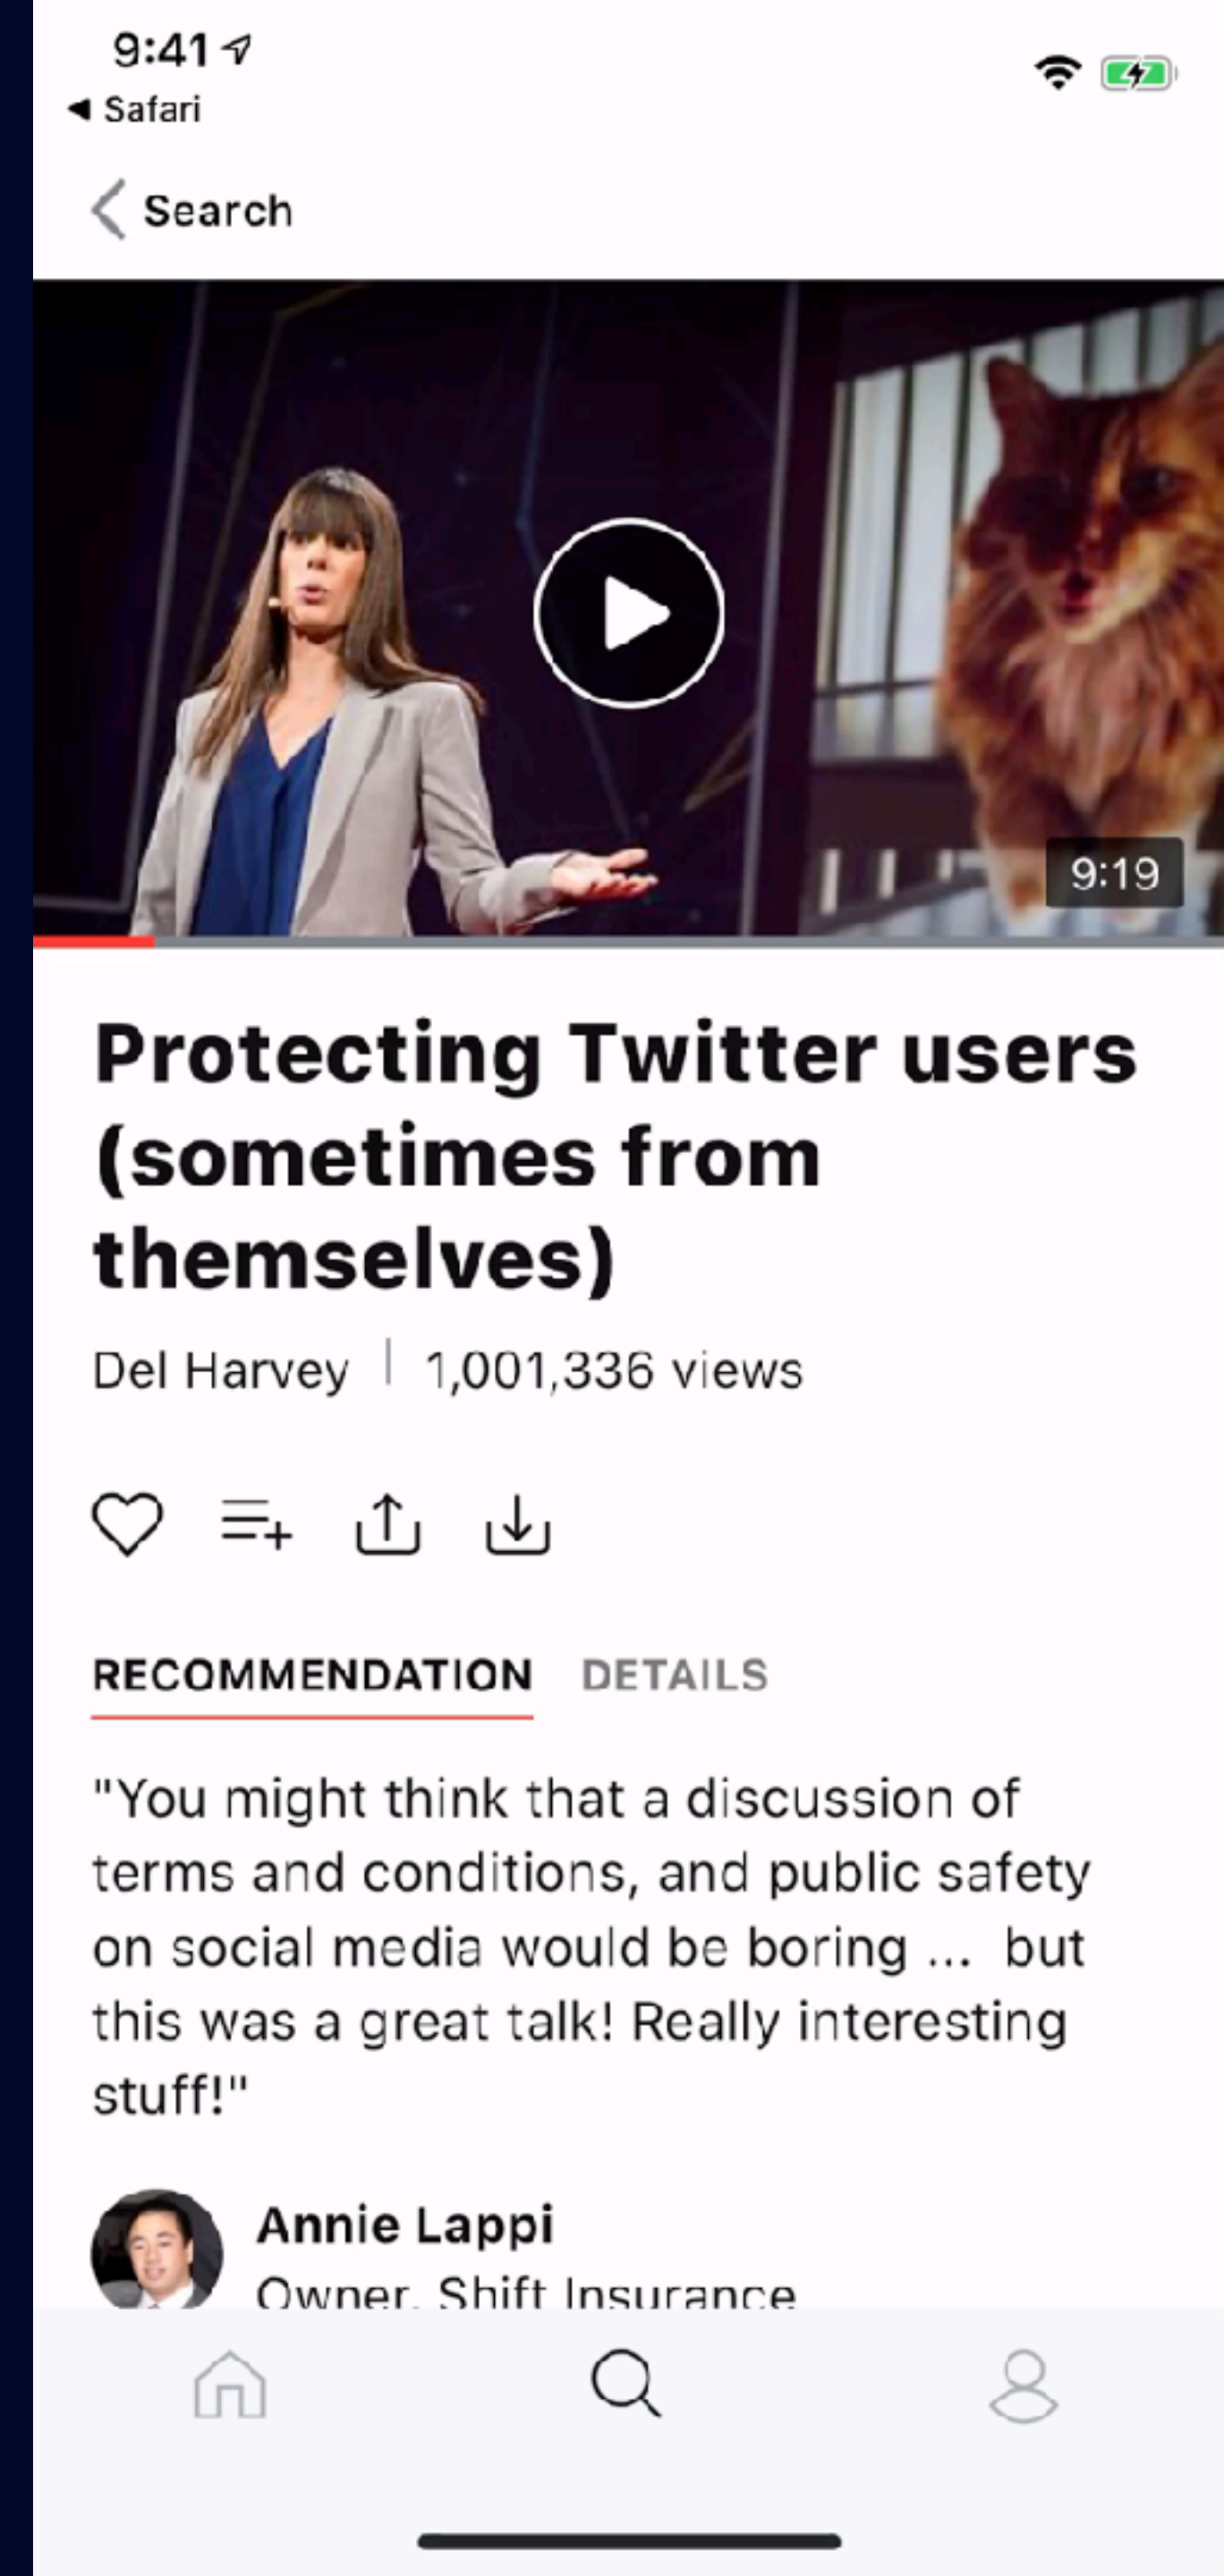 9:41
Safari
Search
9:19
Protecting Twitter users
(sometimes from
themselves)
Del Harvey | 1,001,336 views
RECOMMENDATION DETAILS
"You might think that a discussion of
terms and conditions, and public safety
on social media would be boring ...  but
this was a great talk! Really interesting
stuff!"
Annie Lappi
Owner, Shift Insurance